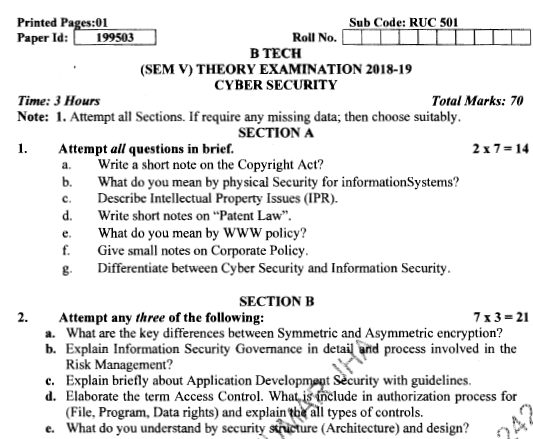 Printed Pages:01 Sub Code: RUC 501
Paper Id: 199503 Roll No.
B TECH
(SEM V) THEORY EXAMINATION 2018-19
CYBER SECURITY
Time: 3 Hours Total Marks: 70
Note: 1. Attempt all Sections. If require any missing data; then choose suitably.
SECTION A
1. Attempt all questions in brief. 2 x 7 = 14
a. Write a short note on the Copyright Act?
b. What do you mean by physical Security for informationSystems?
c. Describe Intellectual Property Issues (IPR).
d. Write short notes on “Patent Law”.
e. What do you mean by WWW policy?
f. Give small notes on Corporate Policy.
g. Differentiate between Cyber Security and Information Security.
SECTION B
2. Attempt any three of the following: 7 x 3 = 21
a. What are the key differences between Symmetric and Asymmetric encryption?
b. Explain Information Security Governance in detail and process involved in the
Risk Management?
c. Explain briefly about Application Development Security with guidelines.
d. Elaborate the term Access Control. What is include in authorization process for
(File, Program, Data rights) and explain the all types of controls.
e. What do you understand by security structure (Architecture) and design?